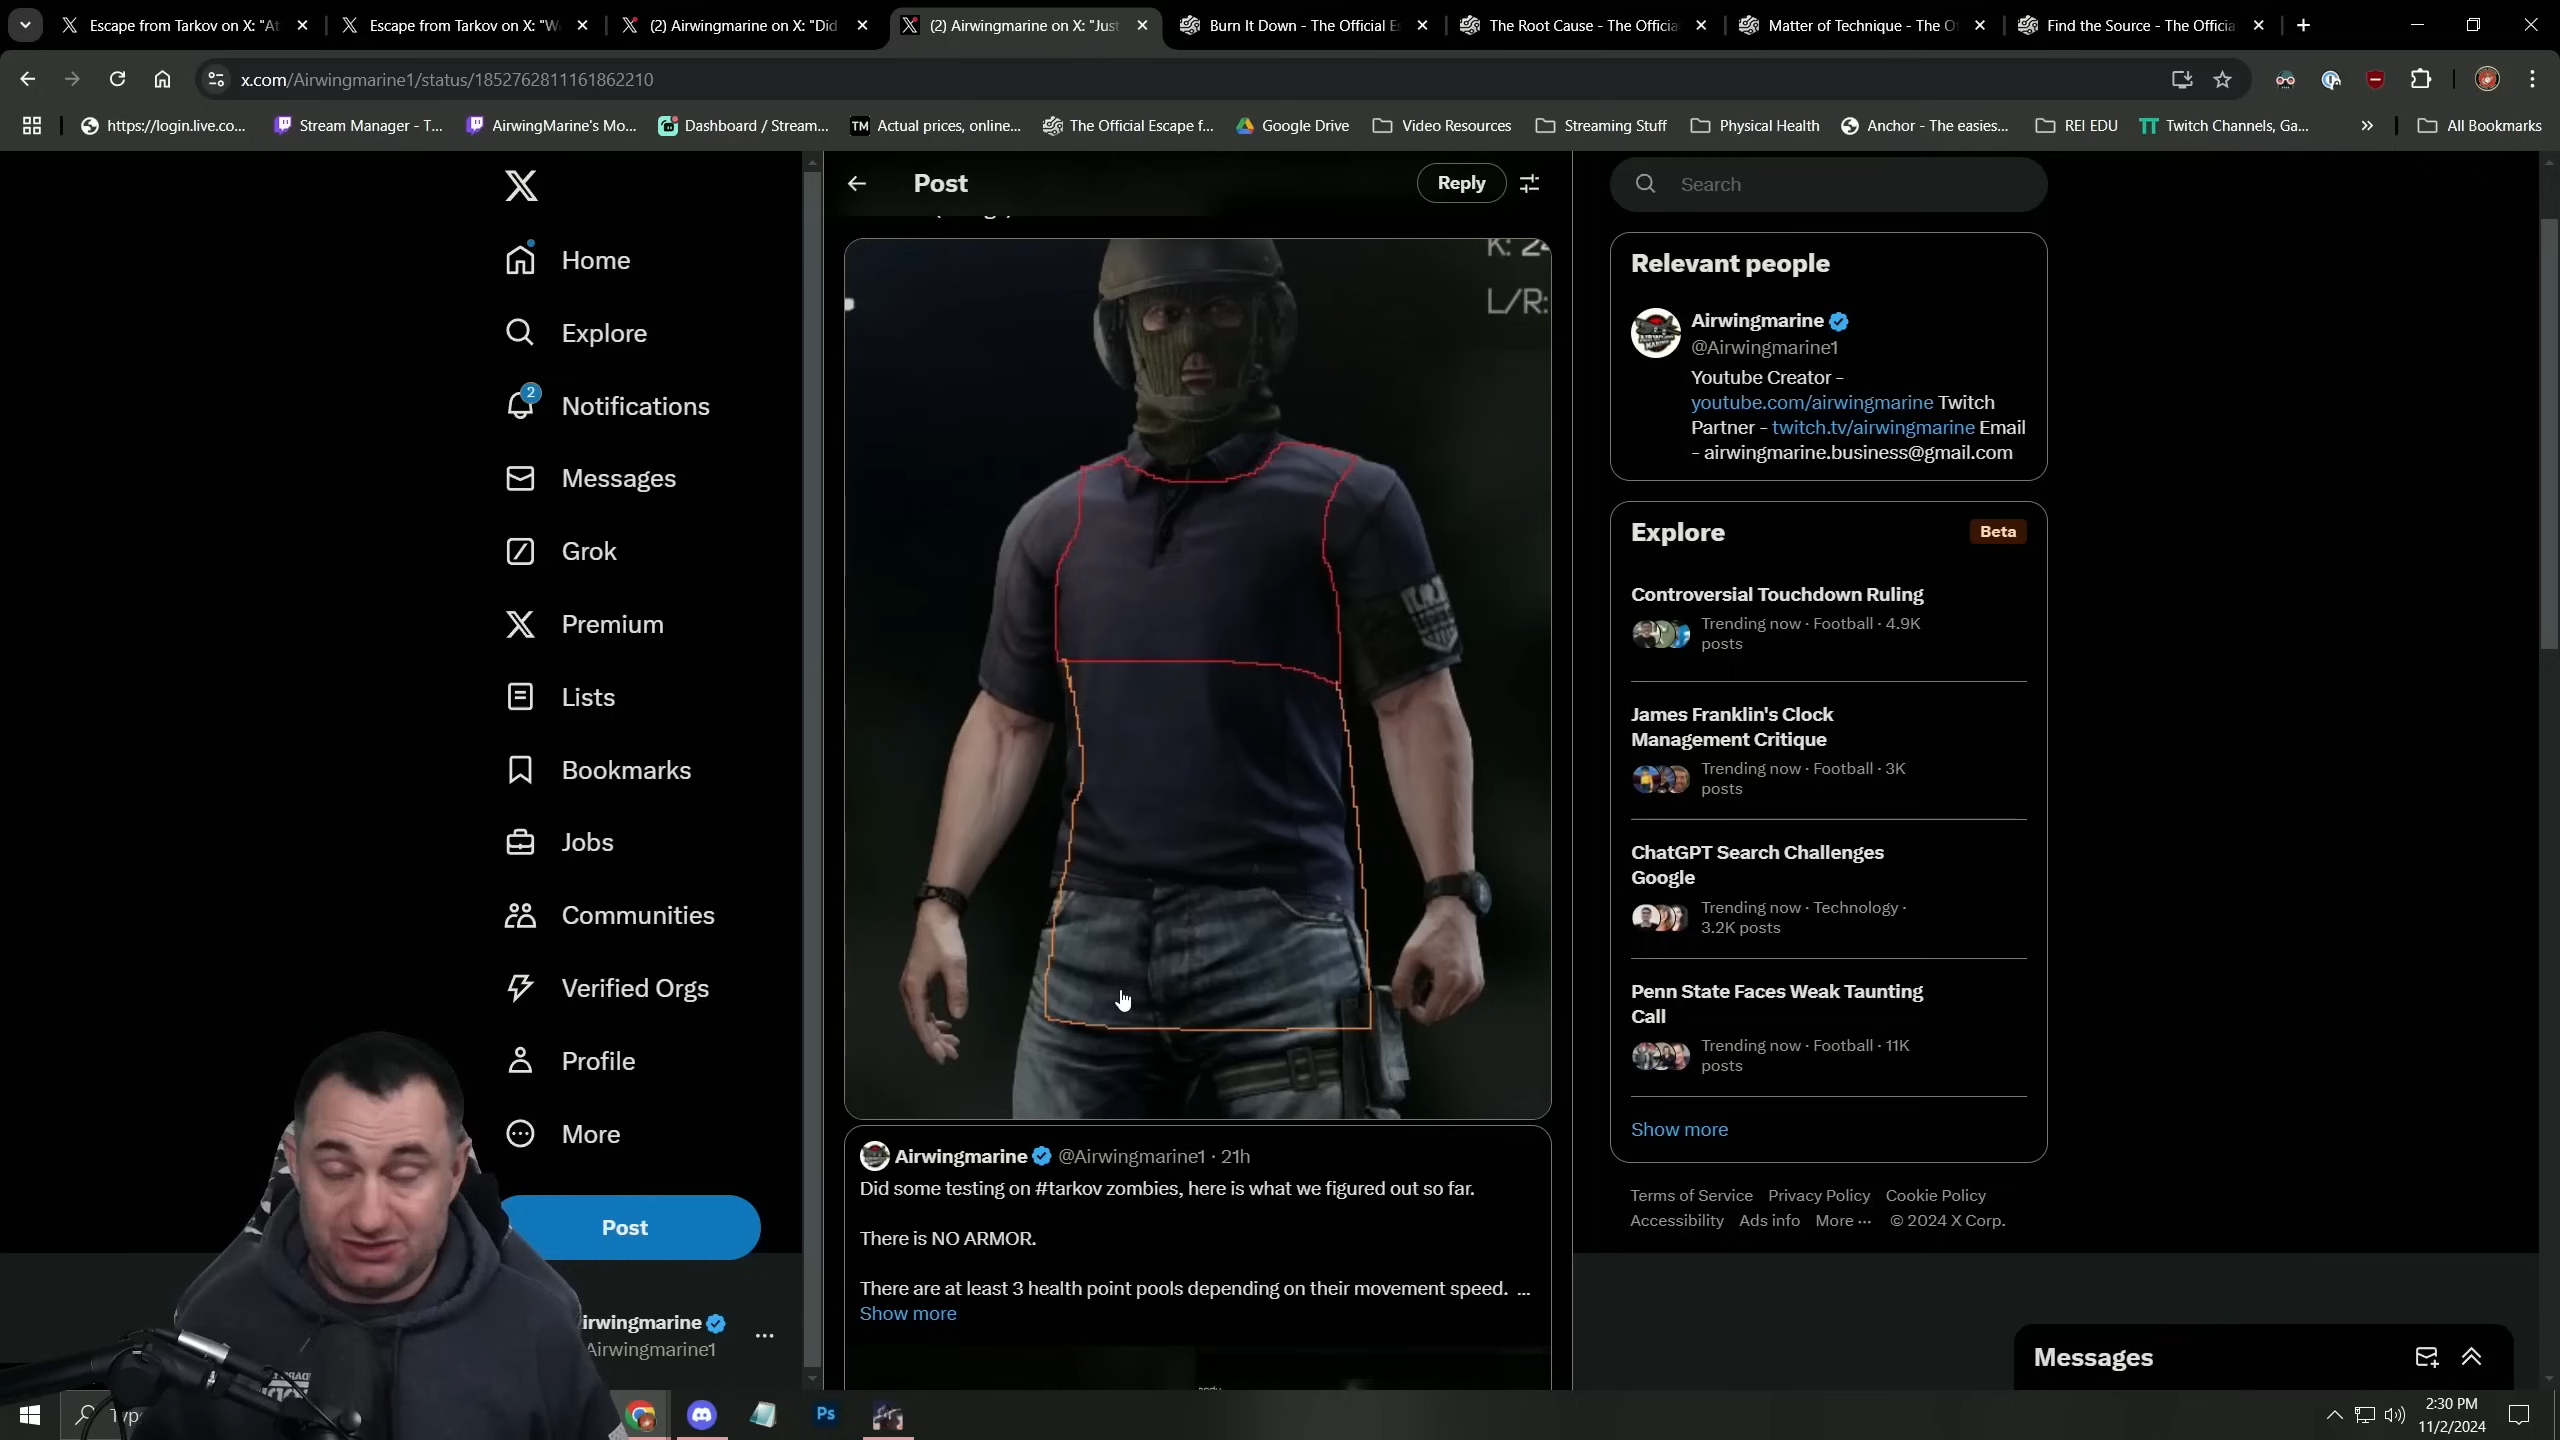 Escape from Tarkov on X: "At
Escape from Tarkov on X: "W
(2) Airwingmarine on X: "Did
(2) Airwingmarine on X: "Just
Burn It Down - The Official Es
The Root Cause - The Officia
Matter of Technique - The O
Find the Source - The Officia
x.com/Airwingmarine1/status/1852762811161862210
https://login.live.co...
Stream Manager - T...
AirwingMarine's Mo...
Dashboard / Stream...
TM
Actual prices, online...
The Official Escape f...
Google Drive
Video Resources
Streaming Stuff
Physical Health
Anchor - The easies...
REI EDU
TT
Twitch Channels, Ga...
All Bookmarks
Home
Explore
2
Notifications
Messages
Grok
Premium
Lists
Bookmarks
Jobs
Communities
Verified Orgs
Profile
More
Post
irwingmarine
Airwingmarine1
Post
Reply
K: 24
L/R:
Airwingmarine @Airwingmarine1 · 21h
Did some testing on #tarkov zombies, here is what we figured out so far.
There is NO ARMOR.
There are at least 3 health point pools depending on their movement speed. ...
Show more
Search
Relevant people
Airwingmarine
@Airwingmarine1
Youtube Creator -
youtube.com/airwingmarine Twitch
Partner - twitch.tv/airwingmarine Email
- airwingmarine.business@gmail.com
Explore
Beta
Controversial Touchdown Ruling
Trending now · Football · 4.9K
posts
James Franklin's Clock
Management Critique
Trending now · Football · 3K
posts
ChatGPT Search Challenges
Google
Trending now · Technology ·
3.2K posts
Penn State Faces Weak Taunting
Call
Trending now · Football · 11K
posts
Show more
Terms of Service Privacy Policy Cookie Policy
Accessibility Ads info More ··· © 2024 X Corp.
Messages
Typ
Ps
2:30 PM
11/2/2024